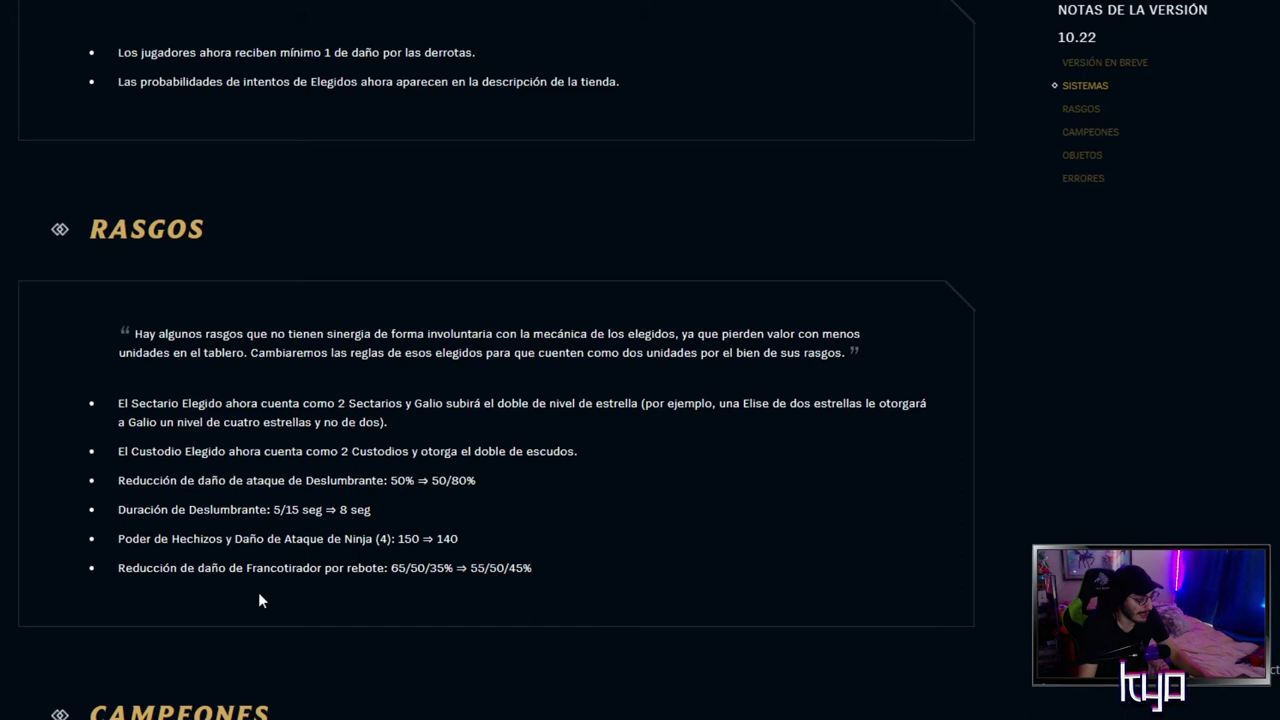 Los jugadores ahora reciben mínimo 1 de daño por las derrotas.
Las probabilidades de intentos de Elegidos ahora aparecen en la descripción de la tienda.
RASGOS
“ Hay algunos rasgos que no tienen sinergia de forma involuntaria con la mecánica de los elegidos, ya que pierden valor con menos
unidades en el tablero. Cambiaremos las reglas de esos elegidos para que cuenten como dos unidades por el bien de sus rasgos. ”
El Sectario Elegido ahora cuenta como 2 Sectarios y Galio subirá el doble de nivel de estrella (por ejemplo, una Elise de dos estrellas le otorgará
a Galio un nivel de cuatro estrellas y no de dos).
El Custodio Elegido ahora cuenta como 2 Custodios y otorga el doble de escudos.
Reducción de daño de ataque de Deslumbrante: 50% ⇒ 50/80%
Duración de Deslumbrante: 5/15 seg ⇒ 8 seg
Poder de Hechizos y Daño de Ataque de Ninja (4): 150 ⇒ 140
Reducción de daño de Francotirador por rebote: 65/50/35% ⇒ 55/50/45%
CAMPEONES
NOTAS DE LA VERSIÓN
10.22
VERSIÓN EN BREVE
SISTEMAS
RASGOS
CAMPEONES
OBJETOS
ERRORES
kyo